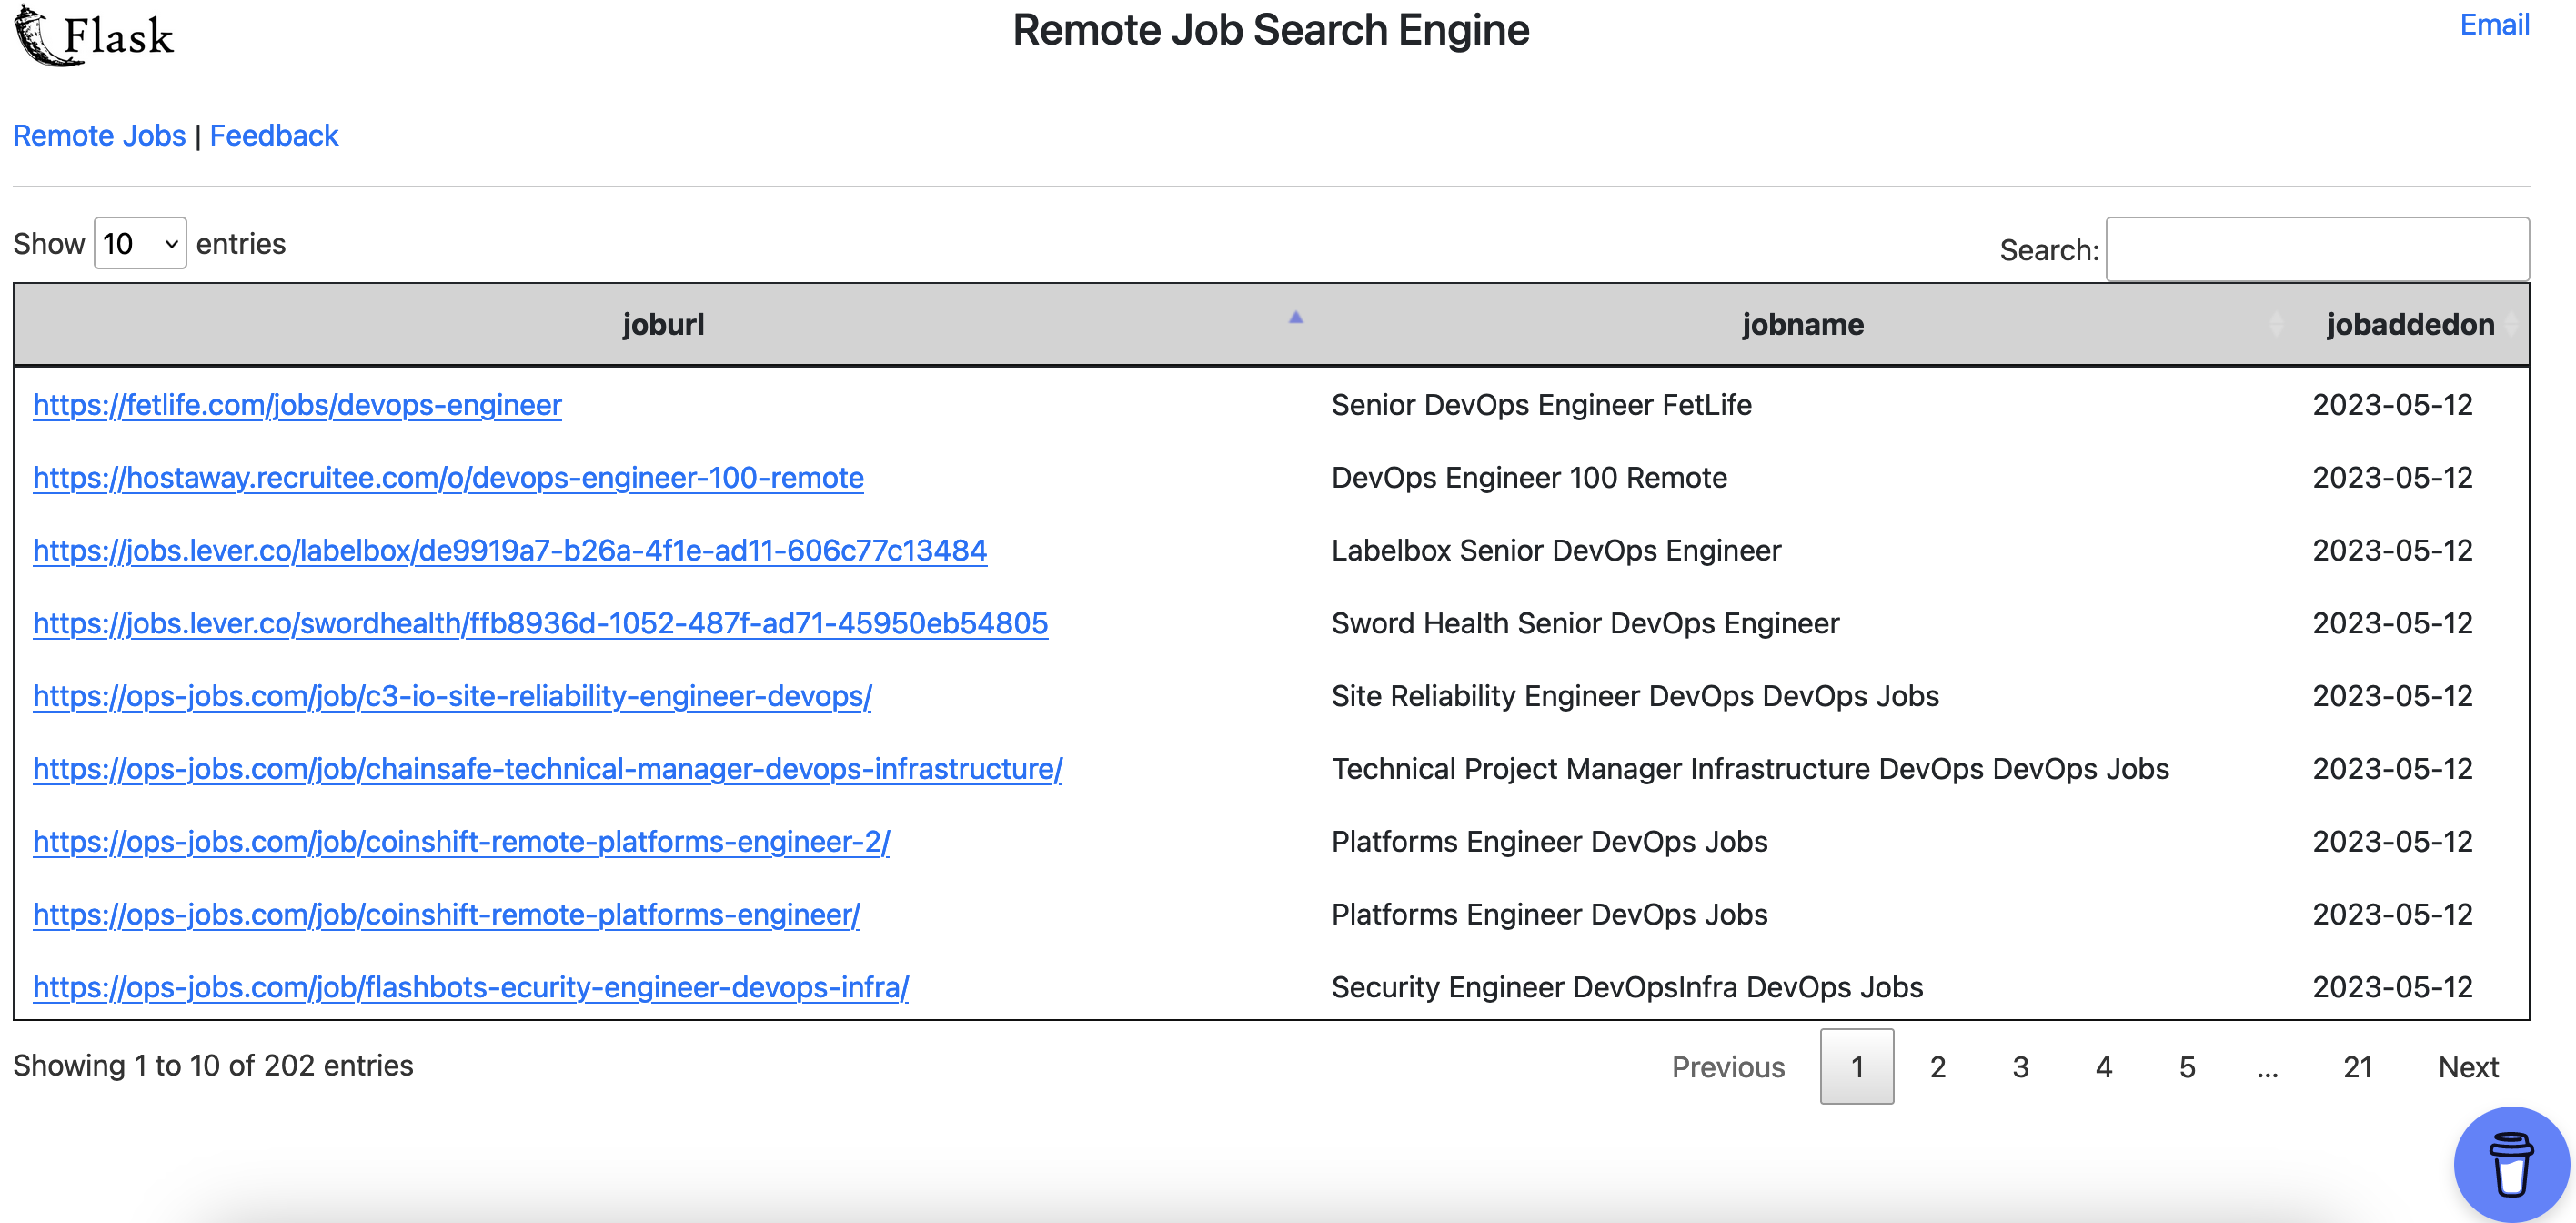 Flask
Remote Job Search Engine
Email
Remote Jobs | Feedback
Show 10 entries
Search:
joburl jobname jobaddedon
https://fetlife.com/jobs/devops-engineer Senior DevOps Engineer FetLife 2023-05-12
https://hostaway.recruitee.com/o/devops-engineer-100-remote DevOps Engineer 100 Remote 2023-05-12
https://jobs.lever.co/labelbox/de9919a7-b26a-4f1e-ad11-606c77c13484 Labelbox Senior DevOps Engineer 2023-05-12
https://jobs.lever.co/swordhealth/ffb8936d-1052-487f-ad71-45950eb54805 Sword Health Senior DevOps Engineer 2023-05-12
https://ops-jobs.com/job/c3-io-site-reliability-engineer-devops/ Site Reliability Engineer DevOps DevOps Jobs 2023-05-12
https://ops-jobs.com/job/chainsafe-technical-manager-devops-infrastructure/ Technical Project Manager Infrastructure DevOps DevOps Jobs 2023-05-12
https://ops-jobs.com/job/coinshift-remote-platforms-engineer-2/ Platforms Engineer DevOps Jobs 2023-05-12
https://ops-jobs.com/job/coinshift-remote-platforms-engineer/ Platforms Engineer DevOps Jobs 2023-05-12
https://ops-jobs.com/job/flashbots-ecurity-engineer-devops-infra/ Security Engineer DevOpsInfra DevOps Jobs 2023-05-12
Showing 1 to 10 of 202 entries
Previous 1 2 3 4 5 ... 21 Next